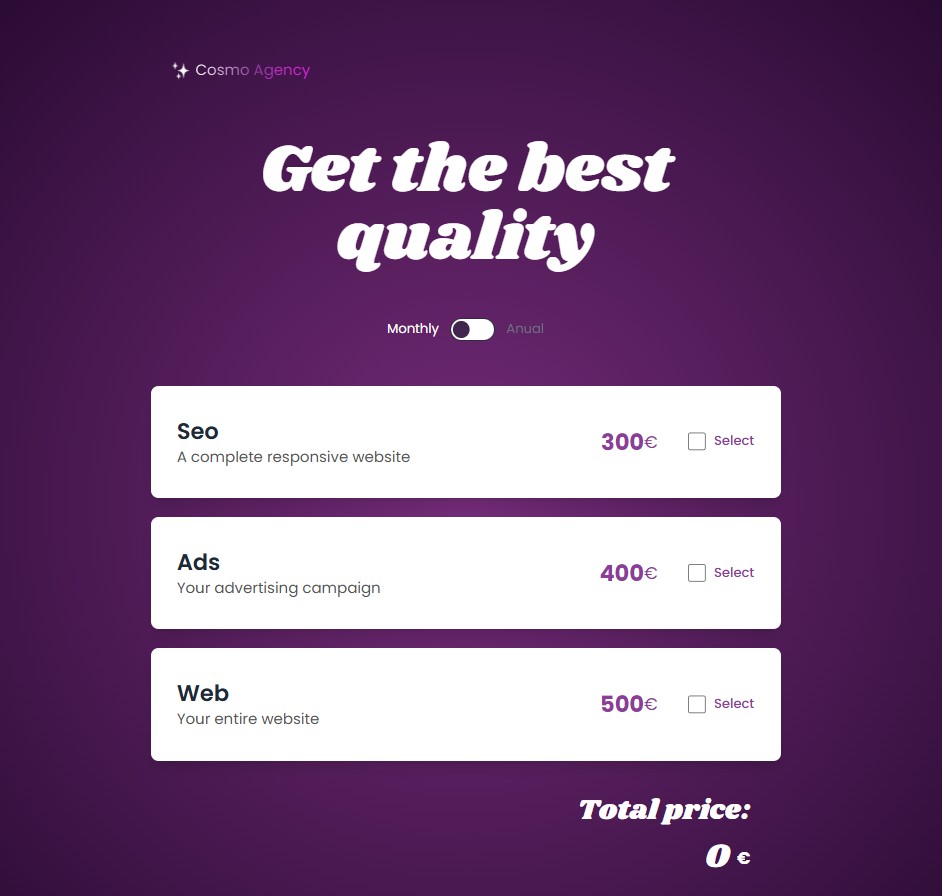 Cosmo Agency
Get the best
quality
Monthly Anual
Seo
A complete responsive website
300€ Select
Ads
Your advertising campaign
400€ Select
Web
Your entire website
500€ Select
Total price:
0 €